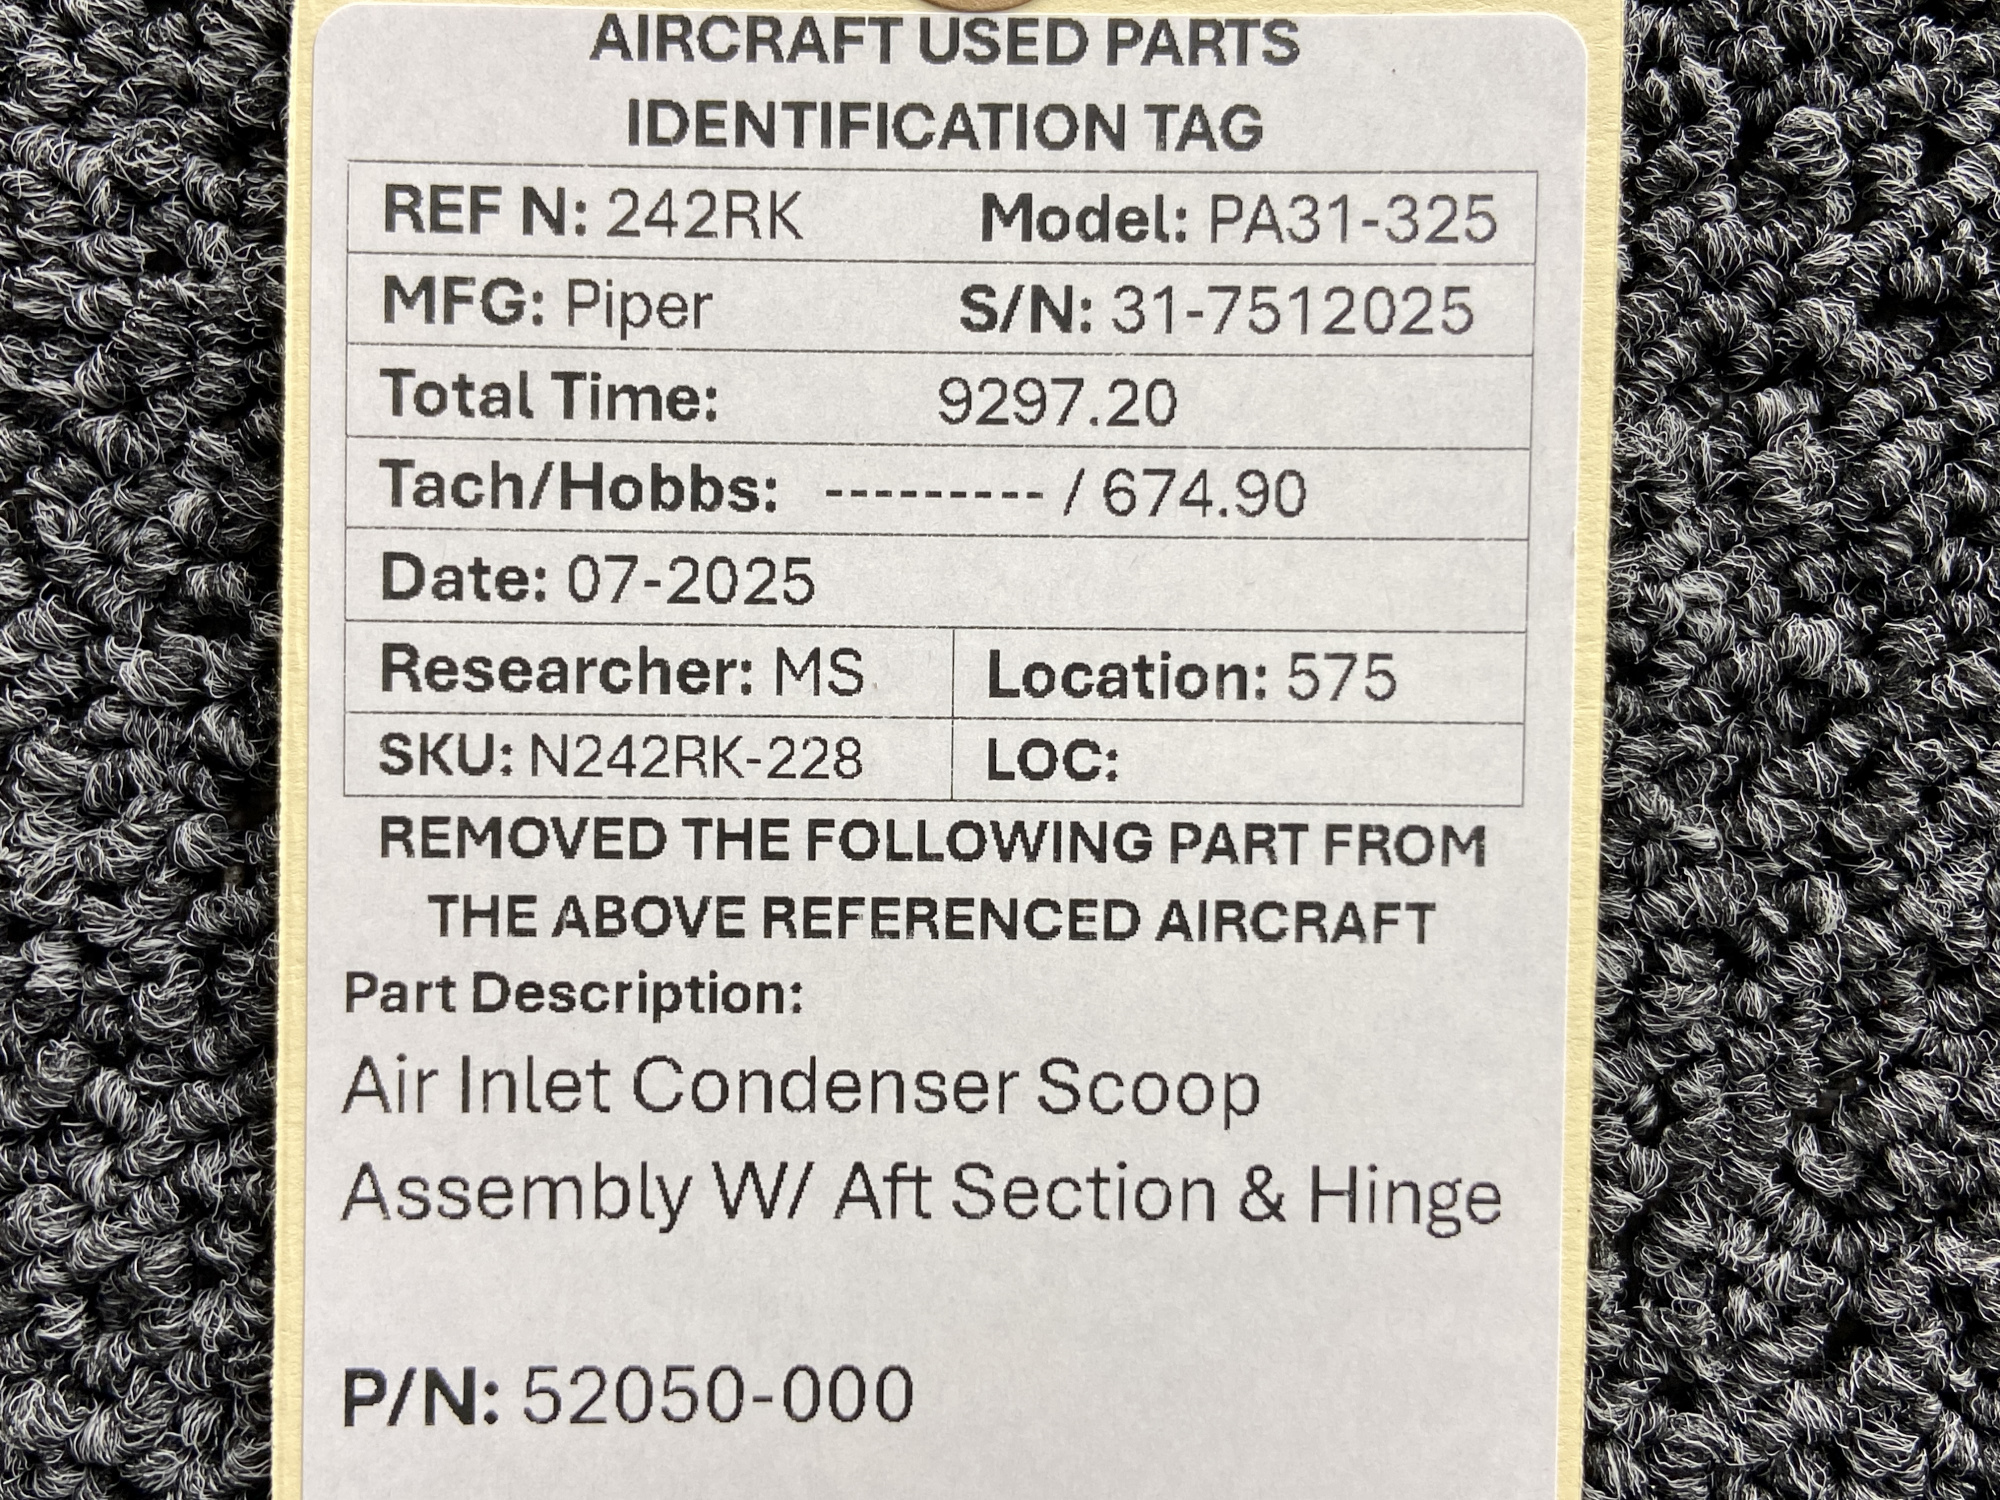 AIRCRAFT USED PARTS
IDENTIFICATION TAG
REF N: 242RK Model: PA31-325
MFG: Piper S/N: 31-7512025
Total Time: 9297.20
Tach/Hobbs: --------- / 674.90
Date: 07-2025
Researcher: MS Location: 575
SKU: N242RK-228 LOC:
REMOVED THE FOLLOWING PART FROM
THE ABOVE REFERENCED AIRCRAFT
Part Description:
Air Inlet Condenser Scoop
Assembly W/ Aft Section & Hinge
P/N: 52050-000